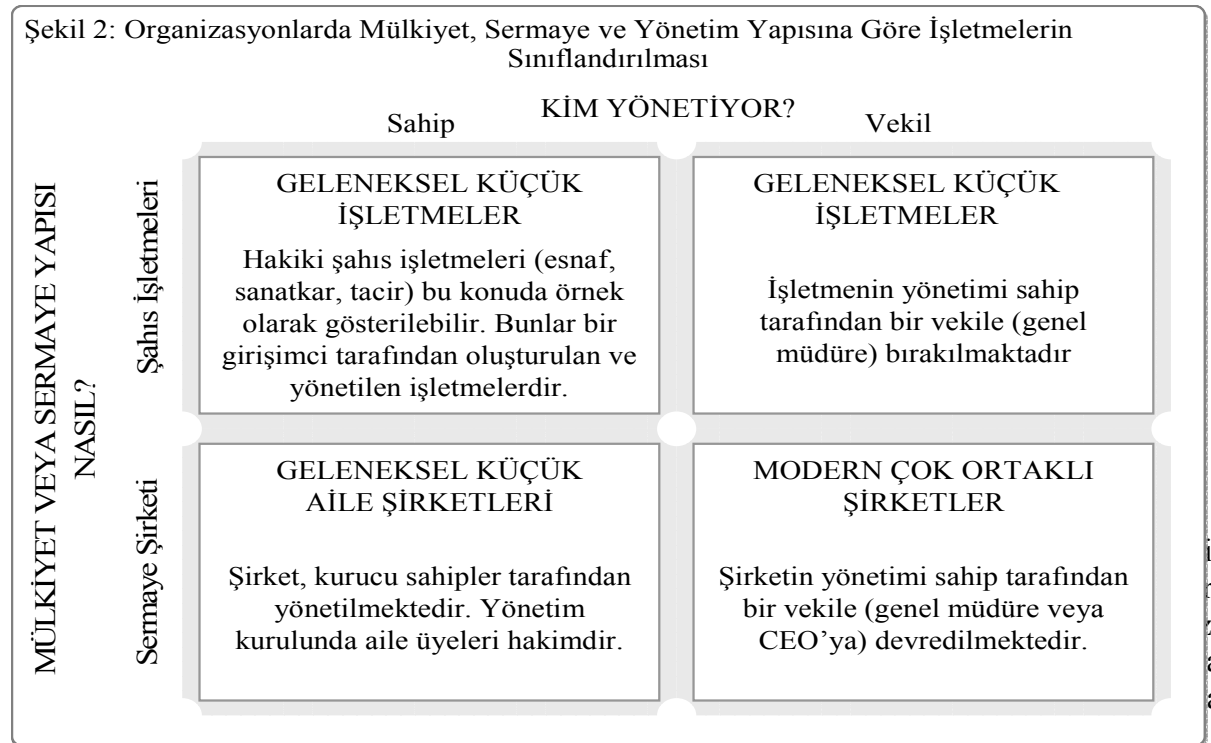 Şekil 2: Organizasyonlarda Mülkiyet, Sermaye ve Yönetim Yapısına Göre İşletmelerin
Sınıflandırılması
KİM YÖNETİYOR?
Sahip
Vekil
MÜLKİYET VEYA SERMAYE YAPISI
NASIL?
Şahıs İşletmeleri
GELENEKSEL KÜÇÜK
İŞLETMELER
Hakiki şahıs işletmeleri (esnaf,
sanatkar, tacir) bu konuda örnek
olarak gösterilebilir. Bunlar bir
girişimci tarafından oluşturulan ve
yönetilen işletmelerdir.
GELENEKSEL KÜÇÜK
İŞLETMELER
İşletmenin yönetimi sahip
tarafından bir vekile (genel
müdüre) bırakılmaktadır
Sermaye Şirketi
GELENEKSEL KÜÇÜK
AİLE ŞİRKETLERİ
Şirket, kurucu sahipler tarafından
yönetilmektedir. Yönetim
kurulunda aile üyeleri hakimdir.
MODERN ÇOK ORTAKLI
ŞİRKETLER
Şirketin yönetimi sahip tarafından
bir vekile (genel müdüre veya
CEO’ya) devredilmektedir.